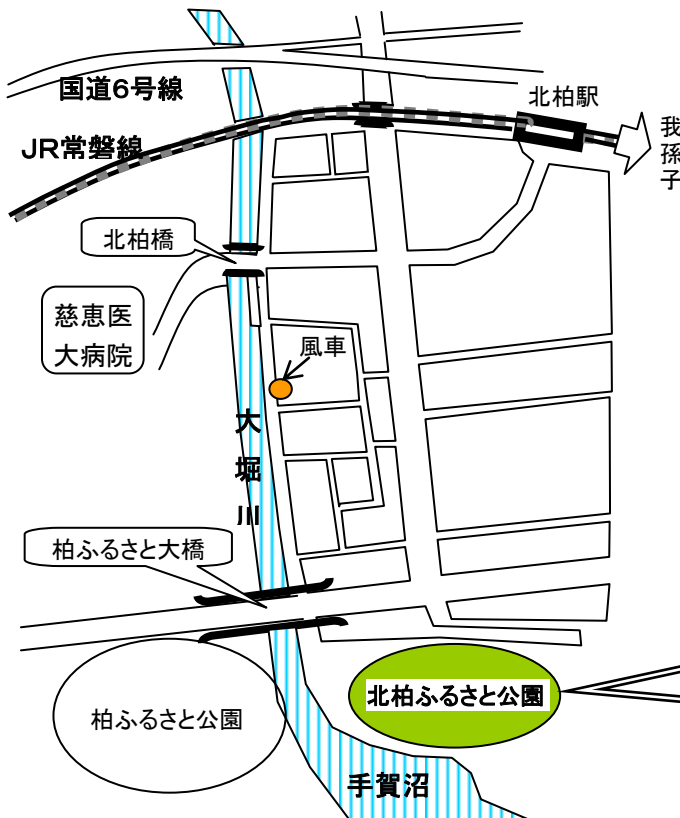 国道6号線
北柏駅
JR常磐線
我
孫
子
北柏橋
慈恵医
大病院
風車
大
堀
川
柏ふるさと大橋
北柏ふるさと公園
柏ふるさと公園
手賀沼